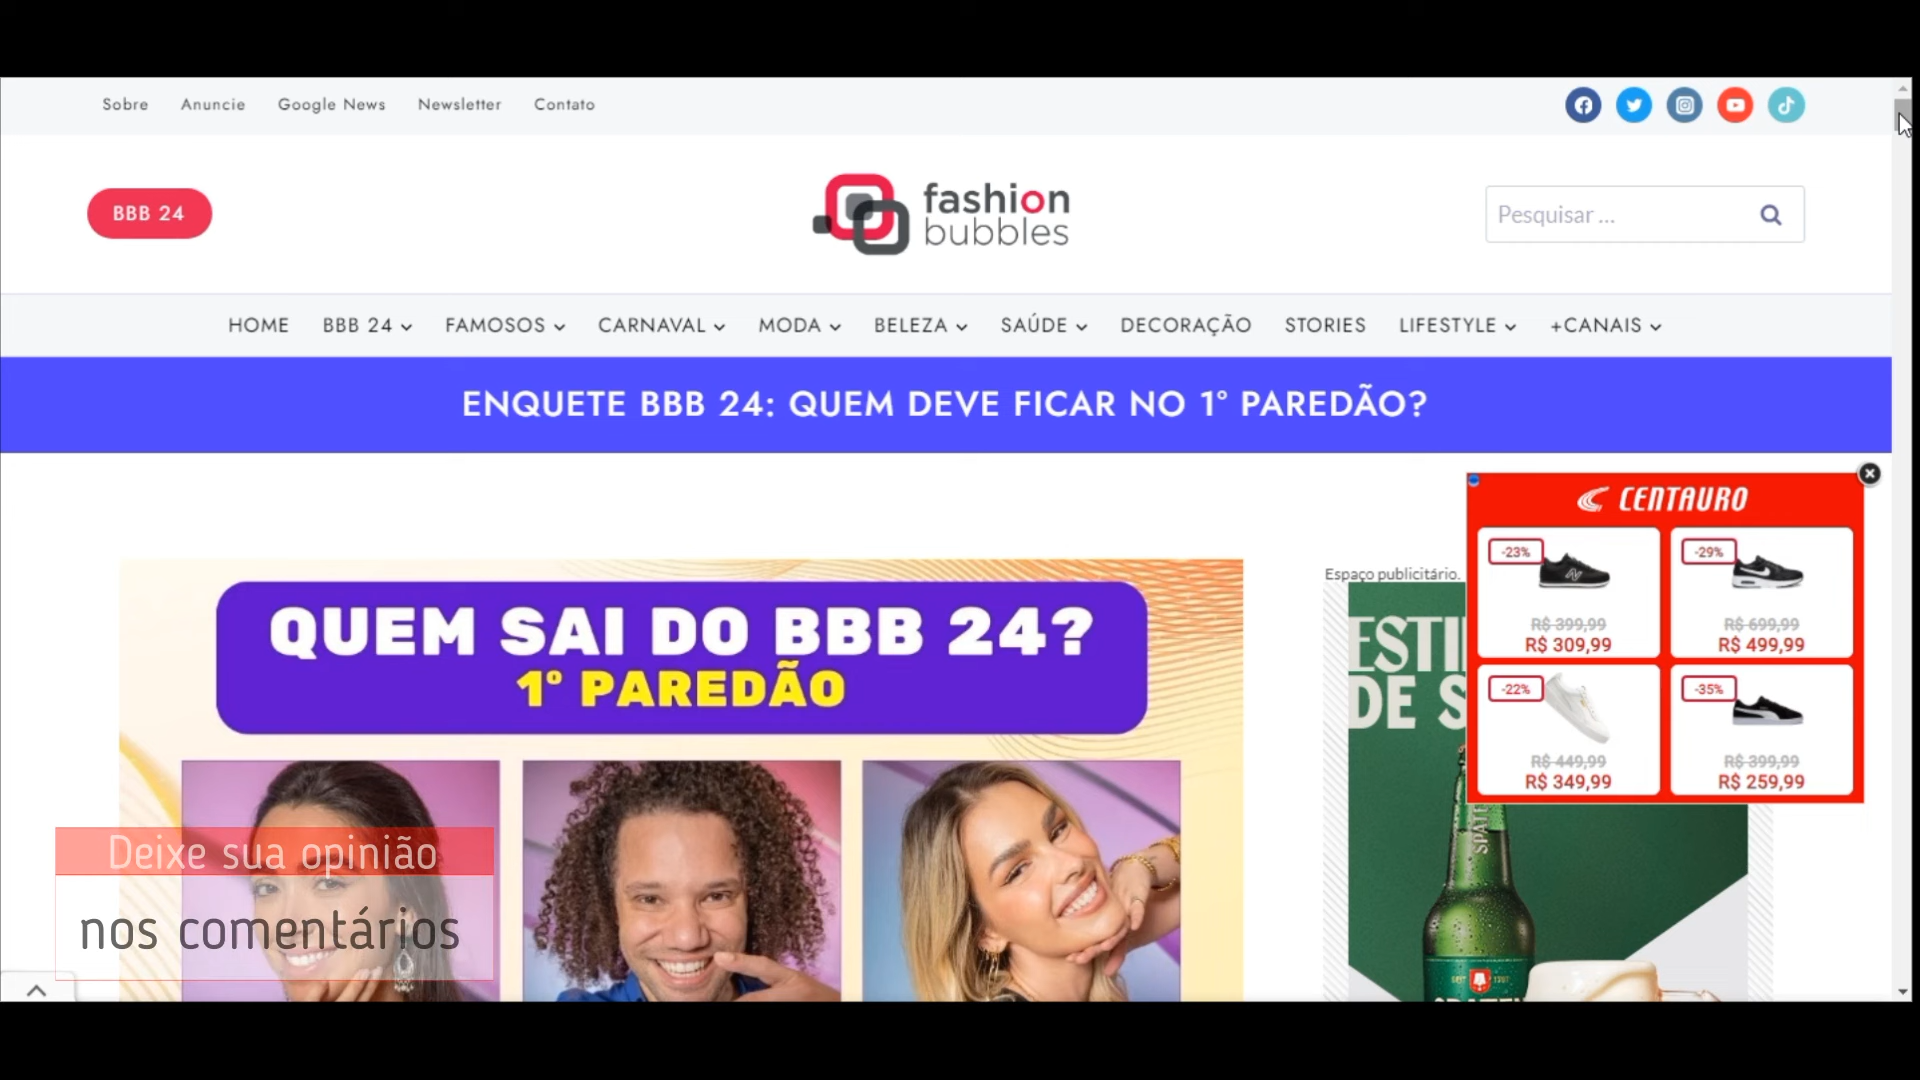 Sobre Anuncie Google News Newsletter Contato
BBB 24
fashion
bubbles
Pesquisar ...
HOME BBB 24 FAMOSOS CARNAVAL MODA BELEZA SAÚDE DECORAÇÃO STORIES LIFESTYLE +CANAIS
ENQUETE BBB 24: QUEM DEVE FICAR NO 1° PAREDÃO?
QUEM SAI DO BBB 24?
1º PAREDÃO
Deixe sua opinião
nos comentários
Espaço publicitário.
DE S
CENTAURO
-23%
R$ 399,99
R$ 309,99
-29%
R$ 699,99
R$ 499,99
-22%
R$ 449,99
R$ 349,99
-35%
R$ 399,99
R$ 259,99